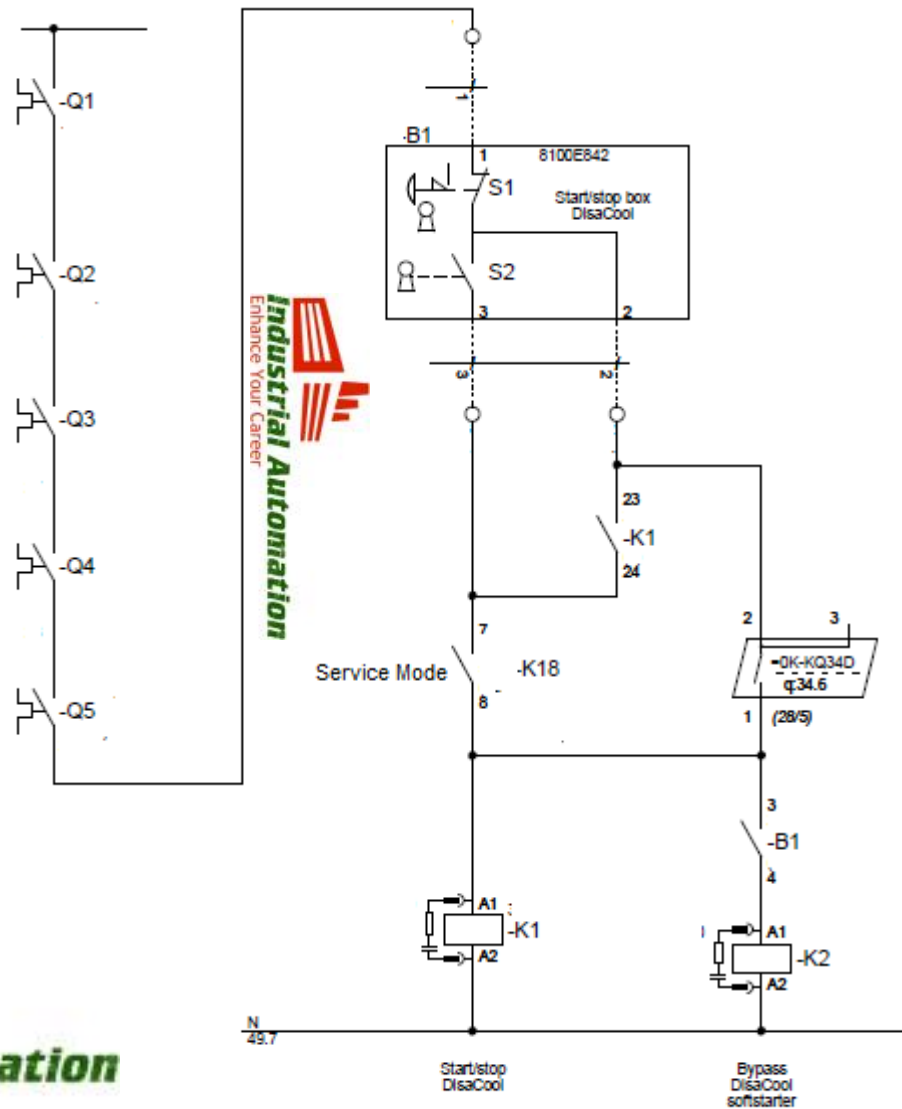 -Q1
-Q2
-Q3
-Q4
-Q5
1
-B1
1
8100E842
S1
Start/stop box
DisaCool
S2
3
2
3
2
Industrial Automation
Enhance Your Career
23
-K1
24
7
Service Mode
-K18
8
2
3
=0K-KQ34D
q:34.6
1
(28/5)
3
-B1
4
A1
-K1
A2
A1
-K2
A2
N
49.7
Start/stop
DisaCool
Bypass
DisaCool
softstarter
ation